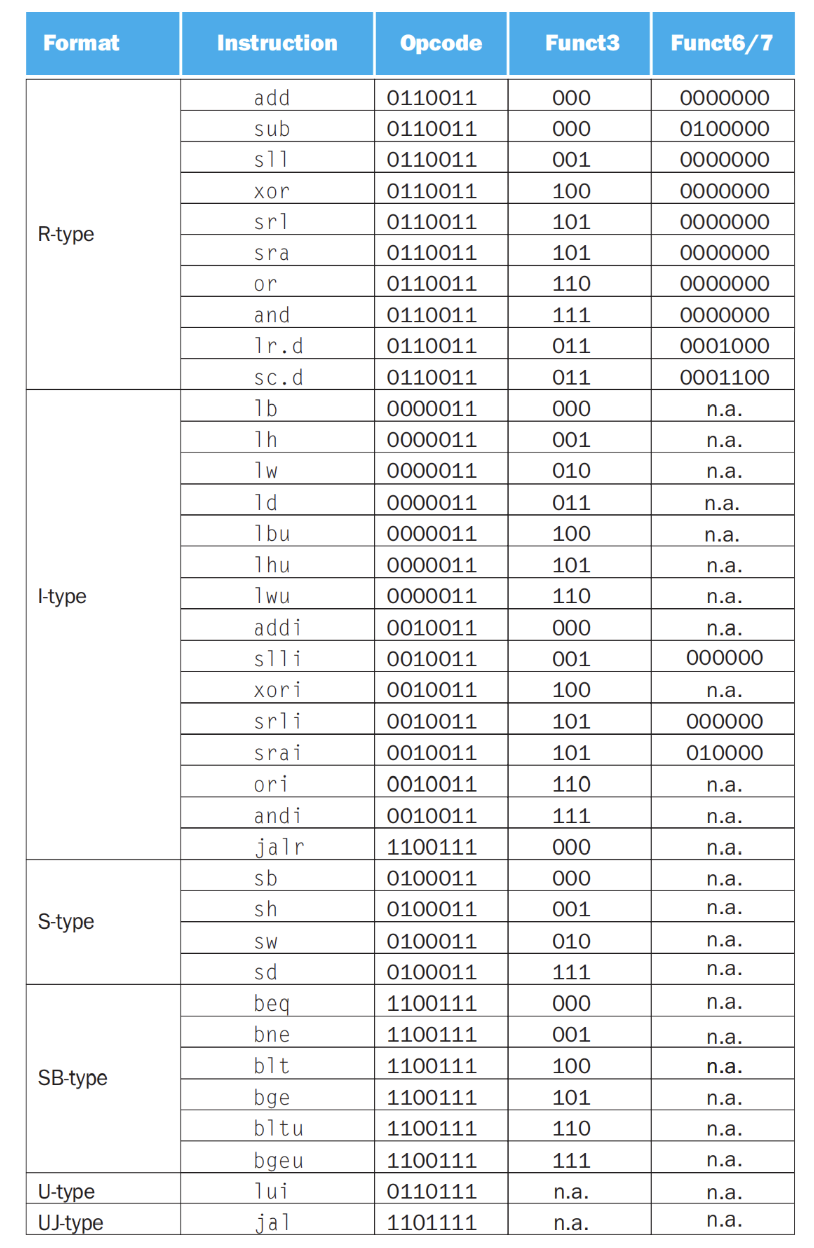 Format Instruction Opcode Funct3 Funct6/7
R-type
add 0110011 000 0000000
sub 0110011 000 0100000
sll 0110011 001 0000000
xor 0110011 100 0000000
srl 0110011 101 0000000
sra 0110011 101 0000000
or 0110011 110 0000000
and 0110011 111 0000000
lr.d 0110011 011 0001000
sc.d 0110011 011 0001100
I-type
lb 0000011 000 n.a.
lh 0000011 001 n.a.
lw 0000011 010 n.a.
ld 0000011 011 n.a.
lbu 0000011 100 n.a.
lhu 0000011 101 n.a.
lwu 0000011 110 n.a.
addi 0010011 000 n.a.
slli 0010011 001 000000
xori 0010011 100 n.a.
srli 0010011 101 000000
srai 0010011 101 010000
ori 0010011 110 n.a.
andi 0010011 111 n.a.
jalr 1100111 000 n.a.
S-type
sb 0100011 000 n.a.
sh 0100011 001 n.a.
sw 0100011 010 n.a.
sd 0100011 111 n.a.
SB-type
beq 1100111 000 n.a.
bne 1100111 001 n.a.
blt 1100111 100 n.a.
bge 1100111 101 n.a.
bltu 1100111 110 n.a.
bgeu 1100111 111 n.a.
U-type lui 0110111 n.a. n.a.
UJ-type jal 1101111 n.a. n.a.